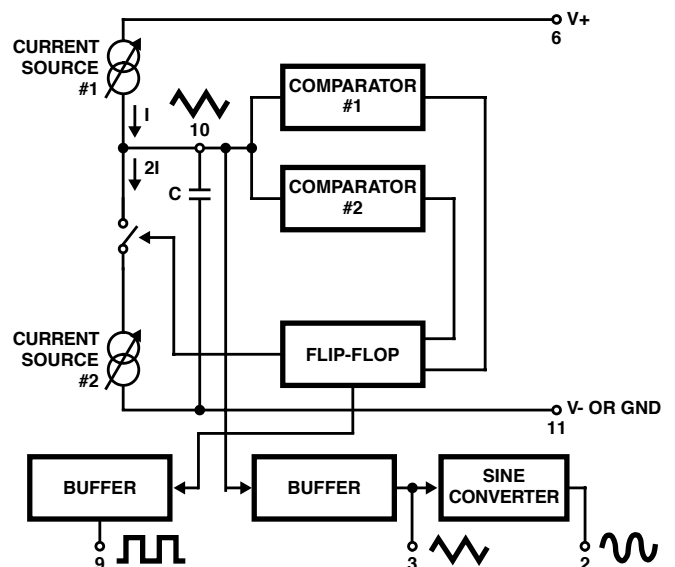 V+
6
CURRENT
SOURCE
#1
I
10
COMPARATOR
#1
2I
C
COMPARATOR
#2
CURRENT
SOURCE
#2
FLIP-FLOP
V- OR GND
11
BUFFER
BUFFER
SINE
CONVERTER
9
3
2